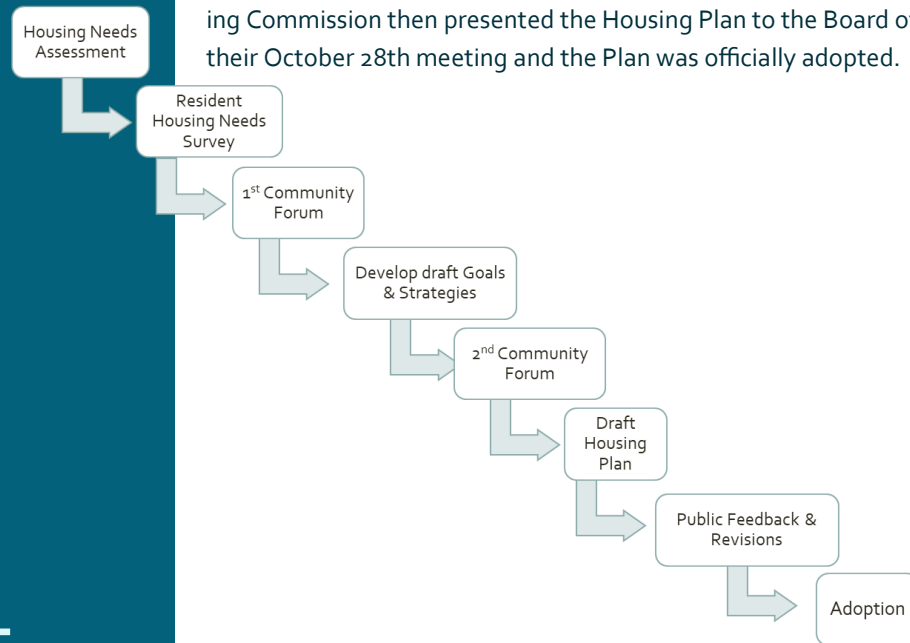 ing Commission then presented the Housing Plan to the Board o
their October 28th meeting and the Plan was officially adopted.
Housing Needs
Assessment
Resident
Housing Needs
Survey
1st Community
Forum
Develop draft Goals
& Strategies
2nd Community
Forum
Draft
Housing
Plan
Public Feedback &
Revisions
Adoption